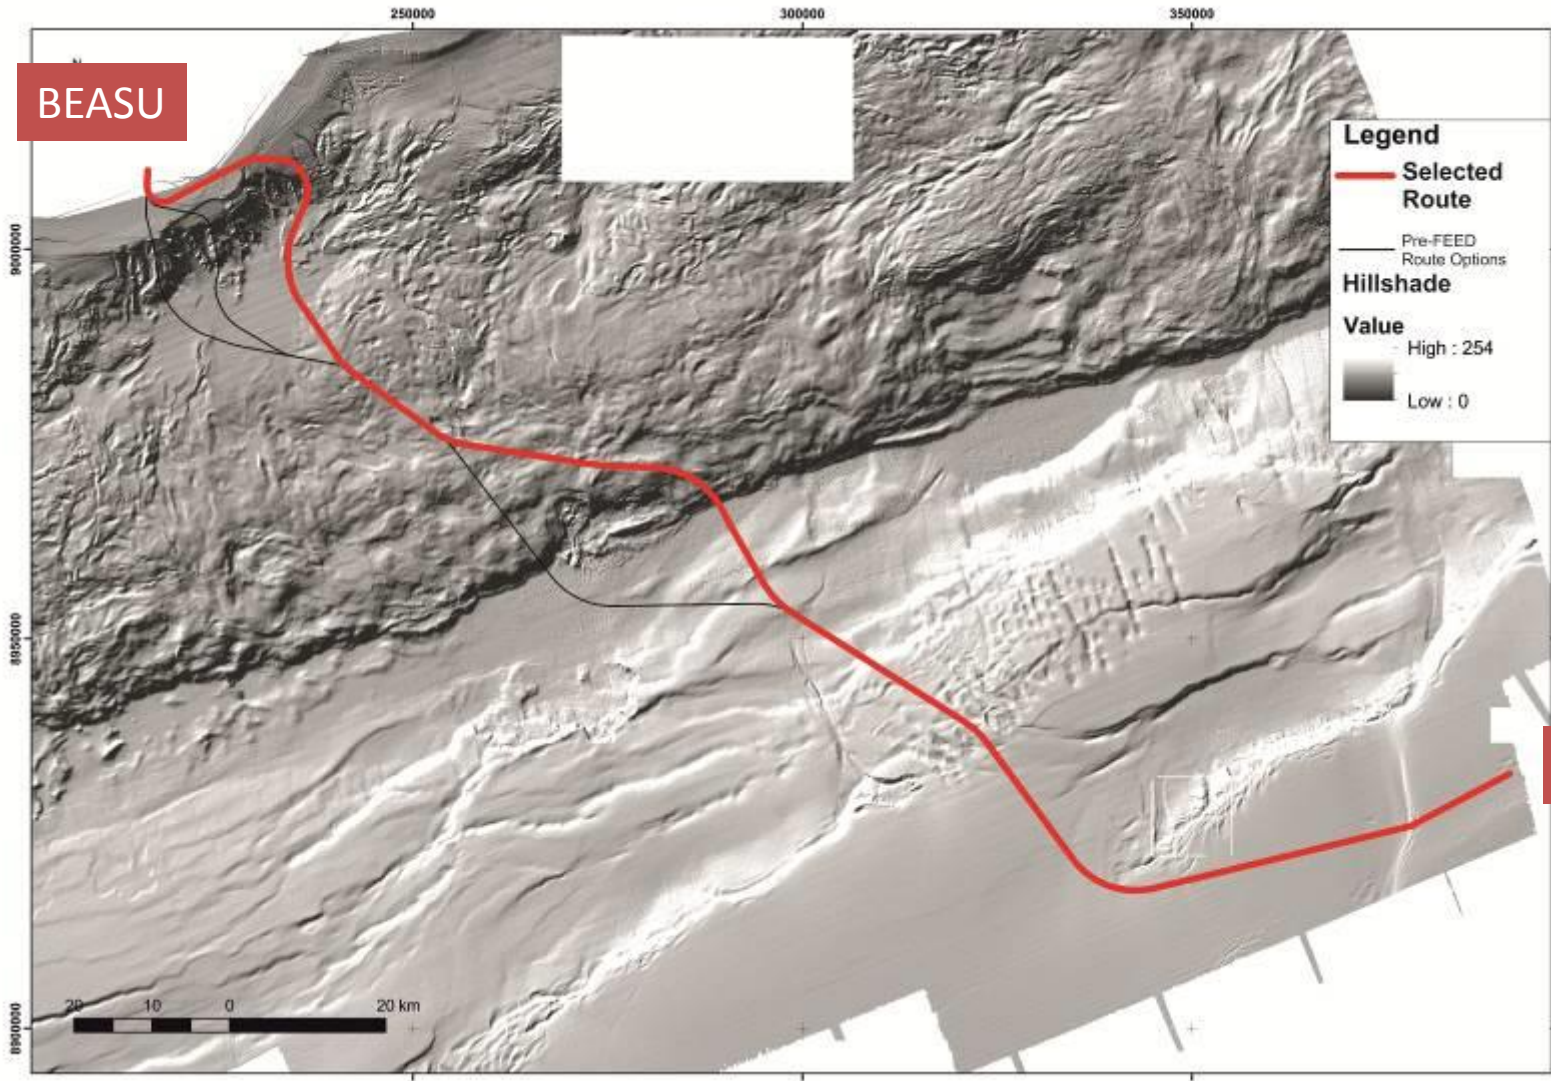 250000
300000
350000
BEASU
Legend
Selected
Route
Pre-FEED
Route Options
Hillshade
Value
High : 254
Low : 0
8950000
8900000
20
10
0
20 km